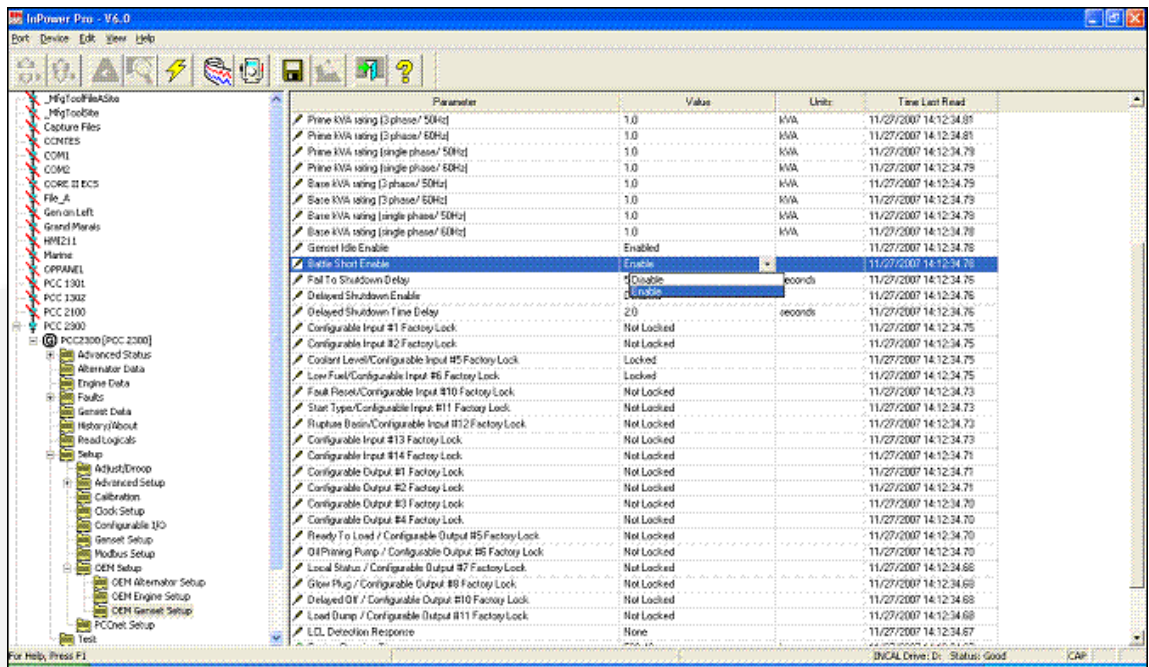 InPower Pro - V6.0
Port Device Edit View Help
_MfgToolFileASite
_MfgToolSite
Capture Files
CCMTES
COM1
COM2
CORE II ECS
File_A
Gen on Left
Grand Marais
HMI211
Marine
OPPANEL
PCC 1301
PCC 1302
PCC 2100
PCC 2300
PCC2300 [PCC 2300]
Advanced Status
Alternator Data
Engine Data
Faults
Genset Data
History/About
Read Logicals
Setup
Adjust/Droop
Advanced Setup
Calibration
Clock Setup
Configurable I/O
Genset Setup
Modbus Setup
OEM Setup
OEM Alternator Setup
OEM Engine Setup
OEM Genset Setup
PCCnet Setup
Test
Parameter Value Units Time Last Read
Prime kVA rating (3 phase/ 50Hz) 1.0 kVA 11/27/2007 14:12:34.81
Prime kVA rating (3 phase/ 60Hz) 1.0 kVA 11/27/2007 14:12:34.81
Prime kVA rating (single phase/ 50Hz) 1.0 kVA 11/27/2007 14:12:34.79
Prime kVA rating (single phase/ 60Hz) 1.0 kVA 11/27/2007 14:12:34.79
Base kVA rating (3 phase/ 50Hz) 1.0 kVA 11/27/2007 14:12:34.79
Base kVA rating (3 phase/ 60Hz) 1.0 kVA 11/27/2007 14:12:34.79
Base kVA rating (single phase/ 50Hz) 1.0 kVA 11/27/2007 14:12:34.78
Base kVA rating (single phase/ 60Hz) 1.0 kVA 11/27/2007 14:12:34.78
Genset Idle Enable Enabled 11/27/2007 14:12:34.78
Battle Short Enable Enable 11/27/2007 14:12:34.78
Fail To Shutdown Delay Disable seconds 11/27/2007 14:12:34.76
Delayed Shutdown Enable Enable 11/27/2007 14:12:34.76
Delayed Shutdown Time Delay 2.0 seconds 11/27/2007 14:12:34.76
Configurable Input #1 Factory Lock Not Locked 11/27/2007 14:12:34.75
Configurable Input #2 Factory Lock Not Locked 11/27/2007 14:12:34.75
Coolant Level/Configurable Input #5 Factory Lock Locked 11/27/2007 14:12:34.75
Low Fuel/Configurable Input #6 Factory Lock Locked 11/27/2007 14:12:34.75
Fault Reset/Configurable Input #10 Factory Lock Not Locked 11/27/2007 14:12:34.73
Start Type/Configurable Input #11 Factory Lock Not Locked 11/27/2007 14:12:34.73
Rupture Basin/Configurable Input #12 Factory Lock Not Locked 11/27/2007 14:12:34.73
Configurable Input #13 Factory Lock Not Locked 11/27/2007 14:12:34.71
Configurable Input #14 Factory Lock Not Locked 11/27/2007 14:12:34.71
Configurable Output #1 Factory Lock Not Locked 11/27/2007 14:12:34.71
Configurable Output #2 Factory Lock Not Locked 11/27/2007 14:12:34.71
Configurable Output #3 Factory Lock Not Locked 11/27/2007 14:12:34.70
Configurable Output #4 Factory Lock Not Locked 11/27/2007 14:12:34.70
Ready To Load / Configurable Output #5 Factory Lock Not Locked 11/27/2007 14:12:34.70
Oil Priming Pump / Configurable Output #6 Factory Lock Not Locked 11/27/2007 14:12:34.70
Local Status / Configurable Output #7 Factory Lock Not Locked 11/27/2007 14:12:34.68
Glow Plug / Configurable Output #8 Factory Lock Not Locked 11/27/2007 14:12:34.68
Delayed Off / Configurable Output #10 Factory Lock Not Locked 11/27/2007 14:12:34.68
Load Dump / Configurable Output #11 Factory Lock Not Locked 11/27/2007 14:12:34.68
LCL Detection Response None 11/27/2007 14:12:34.67
For Help, Press F1 INCAL Drive: D: Status: Good CAP